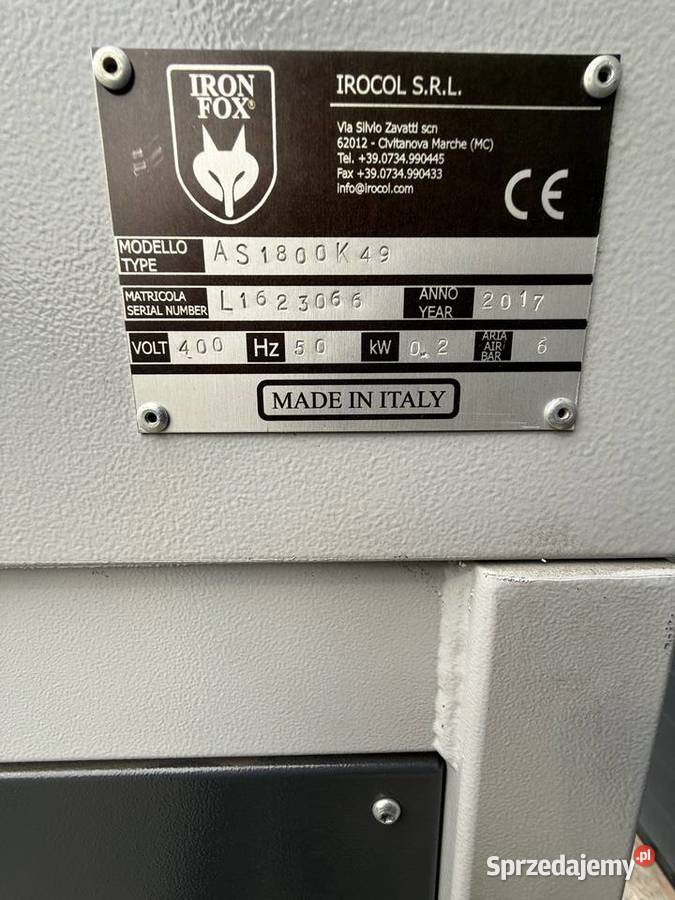 IRON
FOX®
IROCOL S.R.L.
Via Silvio Zavatti scn
62012 - Civitanova Marche (MC)
Tel. +39.0734.990445
Fax +39.0734.990433
info@irocol.com
CE
MODELLO
TYPE
AS1800K49
MATRICOLA
SERIAL NUMBER
L1623066
ANNO
YEAR
2017
VOLT 400 Hz 50 kW 0.2
ARIA
AIR
BAR
6
MADE IN ITALY
Sprzedajemy.pl